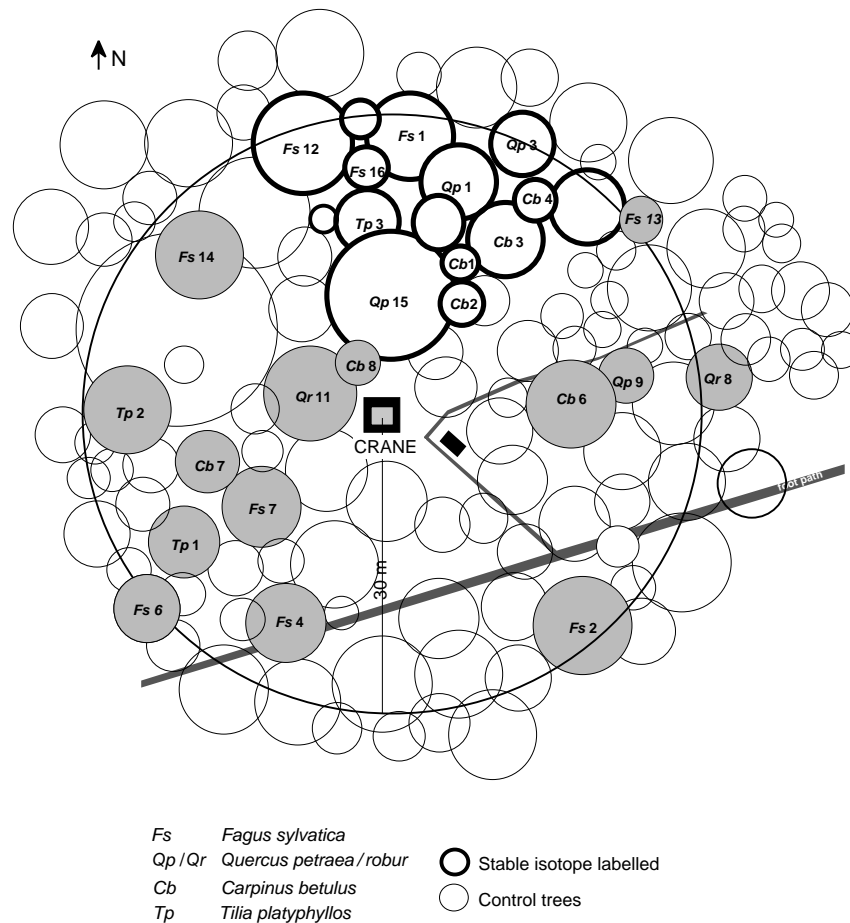 N
Fs 12
Fs 1
Qp 3
Fs 16
Qp 1
Cb 4
Tp 3
Fs 13
Cb 3
Fs 14
Cb1
Qp 15
Cb2
Cb 8
Qr 11
Qp 9
Qr 8
Cb 6
Tp 2
CRANE
Cb 7
foot path
Fs 7
Tp 1
30 m
Fs 6
Fs 4
Fs 2
Fs Fagus sylvatica
Qp / Qr Quercus petraea / robur
Cb Carpinus betulus
Tp Tilia platyphyllos
Stable isotope labelled
Control trees